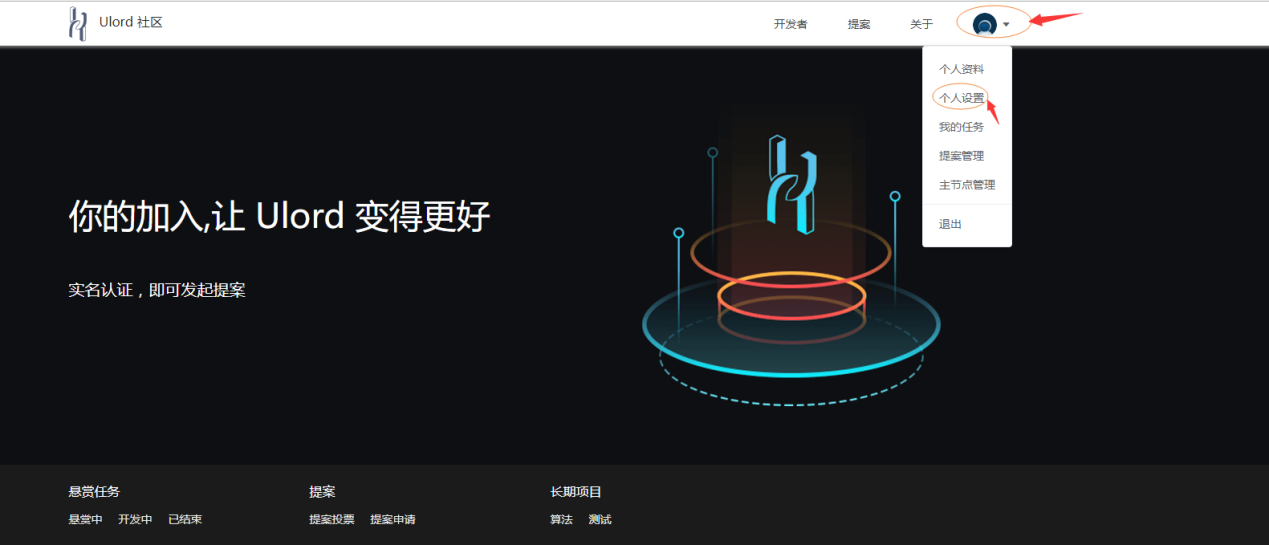 Ulord 社区
开发者 提案 关于
个人资料
个人设置
我的任务
提案管理
主节点管理
退出
你的加入,让 Ulord 变得更好
实名认证，即可发起提案
悬赏任务 提案 长期项目
悬赏中 开发中 已结束 提案投票 提案申请 算法 测试